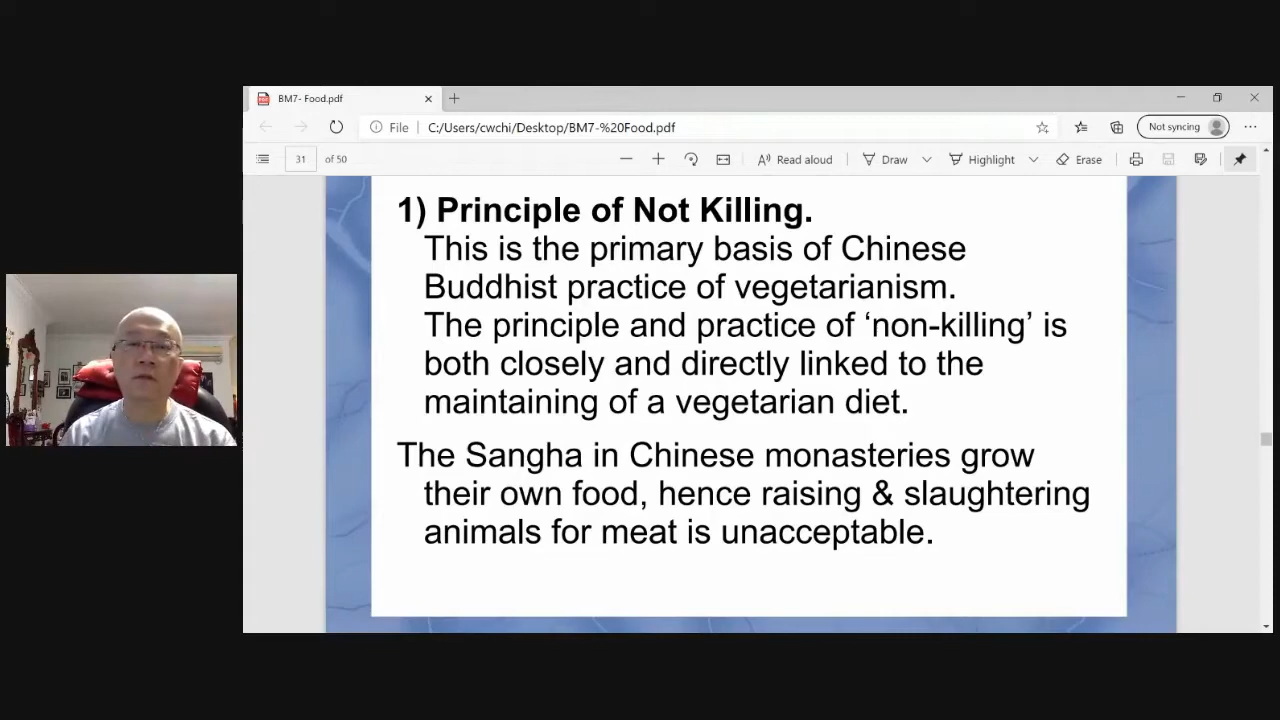 BM7- Food.pdf
File
C:/Users/cwchi/Desktop/BM7-%20Food.pdf
Not syncing
31
of 50
Read aloud
Draw
Highlight
Erase
1) Principle of Not Killing.
This is the primary basis of Chinese
Buddhist practice of vegetarianism.
The principle and practice of ‘non-killing’ is
both closely and directly linked to the
maintaining of a vegetarian diet.
The Sangha in Chinese monasteries grow
their own food, hence raising & slaughtering
animals for meat is unacceptable.